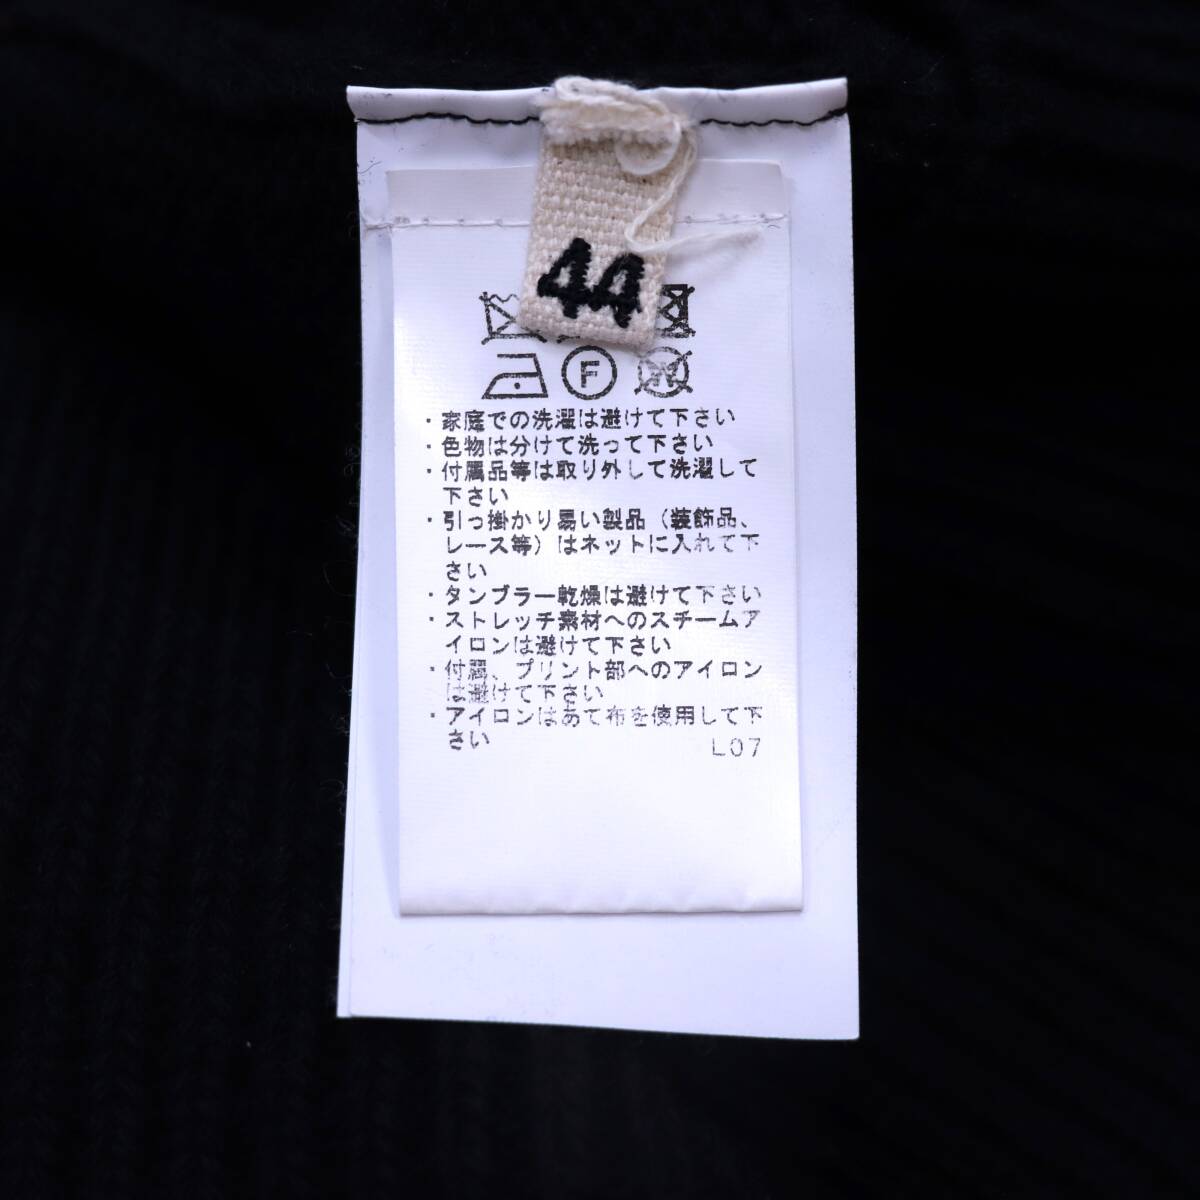 44
F
W
・家庭での洗濯は避けて下さい
・色物は分けて洗って下さい
・付属品等は取り外して洗濯して
下さい
・引っ掛かり易い製品（装飾品、
レース等）はネットに入れて下
さい
・タンブラー乾燥は避けて下さい
・ストレッチ素材へのスチームア
イロンは避けて下さい
・付属、プリント部へのアイロン
は避けて下さい
・アイロンはあて布を使用して下
さい
L07